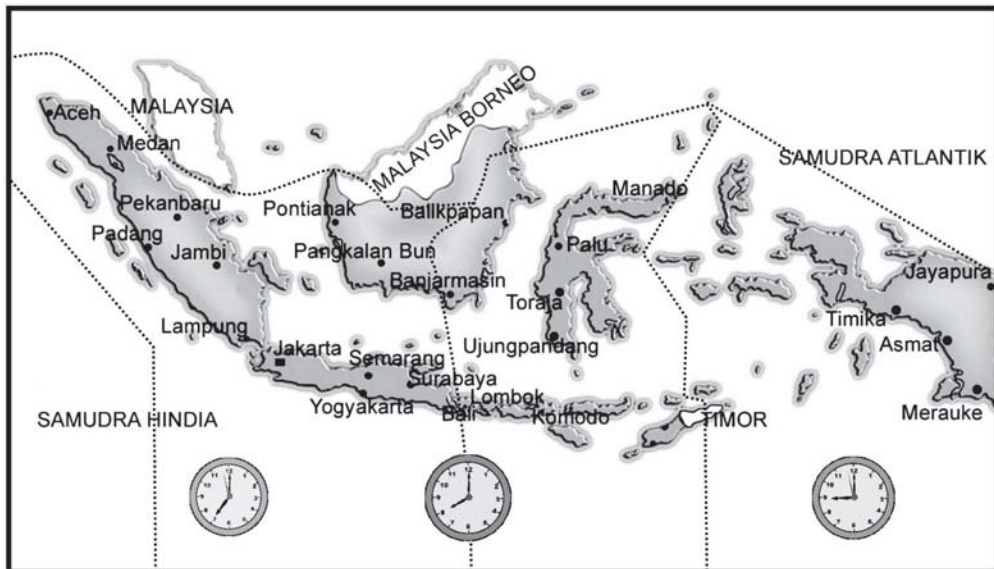 MALAYSIA
MALAYSIA BORNEO
SAMUDRA ATLANTIK
Aceh
Medan
Pekanbaru
Padang
Jambi
Lampung
Pontianak
Pangkalan Bun
Balikpapan
Banjarmasin
Manado
Palu
Toraja
Ujungpandang
Jayapura
Timika
Asmat
Merauke
Jakarta
Semarang
Surabaya
Yogyakarta
Bali
Lombok
Komodo
TIMOR
SAMUDRA HINDIA